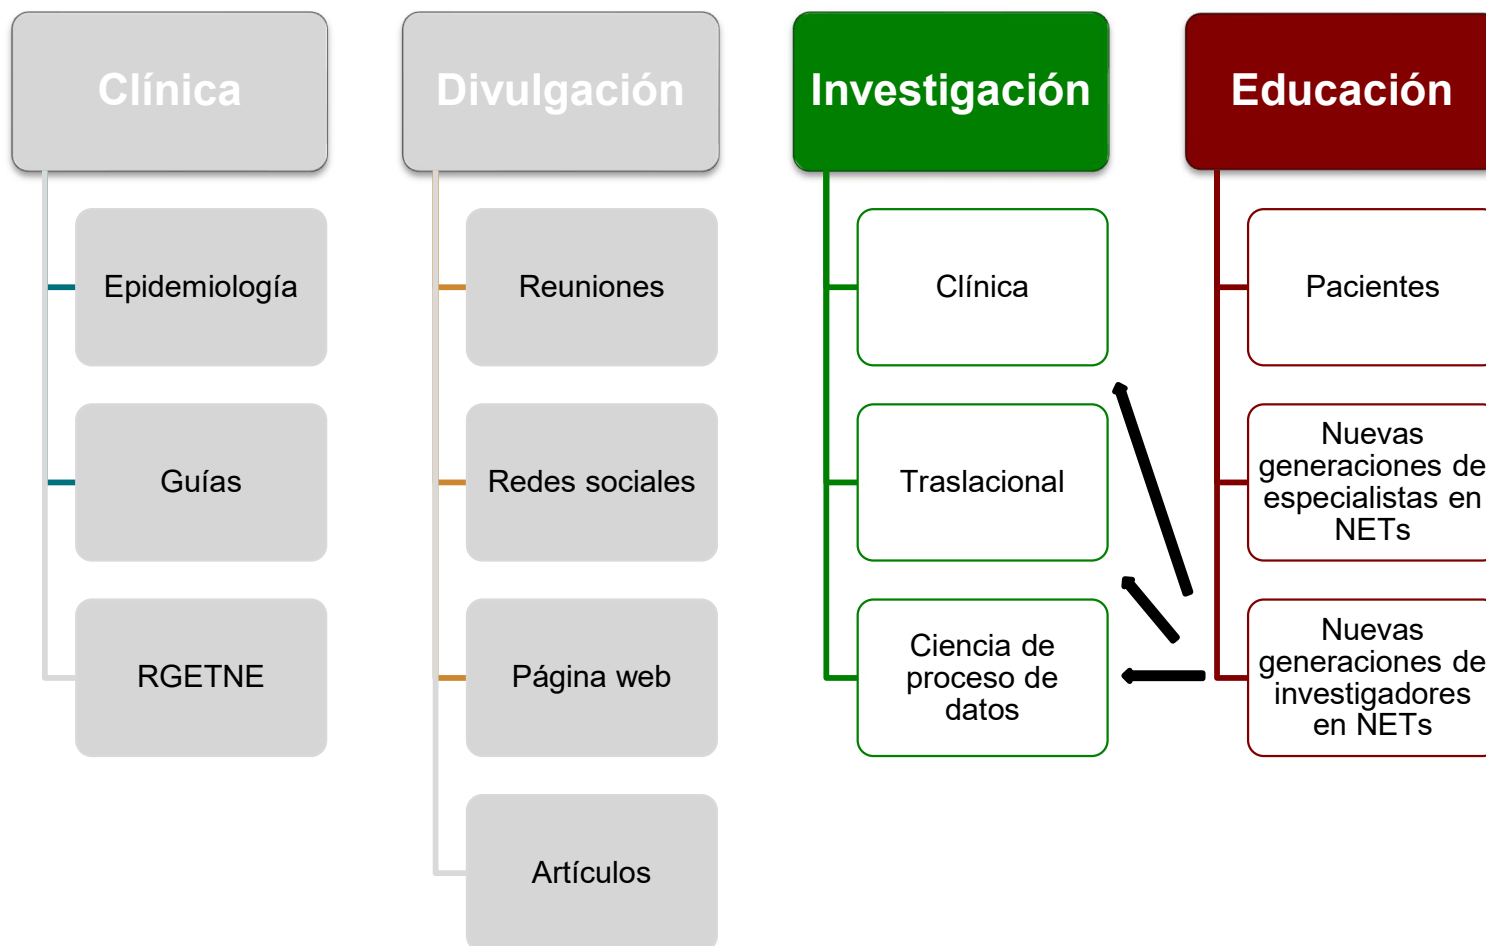 Clínica
Epidemiología
Guías
RGETNE
Divulgación
Reuniones
Redes sociales
Página web
Artículos
Investigación
Clínica
Traslacional
Ciencia de
proceso de
datos
Educación
Pacientes
Nuevas
generaciones de
especialistas en
NETs
Nuevas
generaciones de
investigadores
en NETs